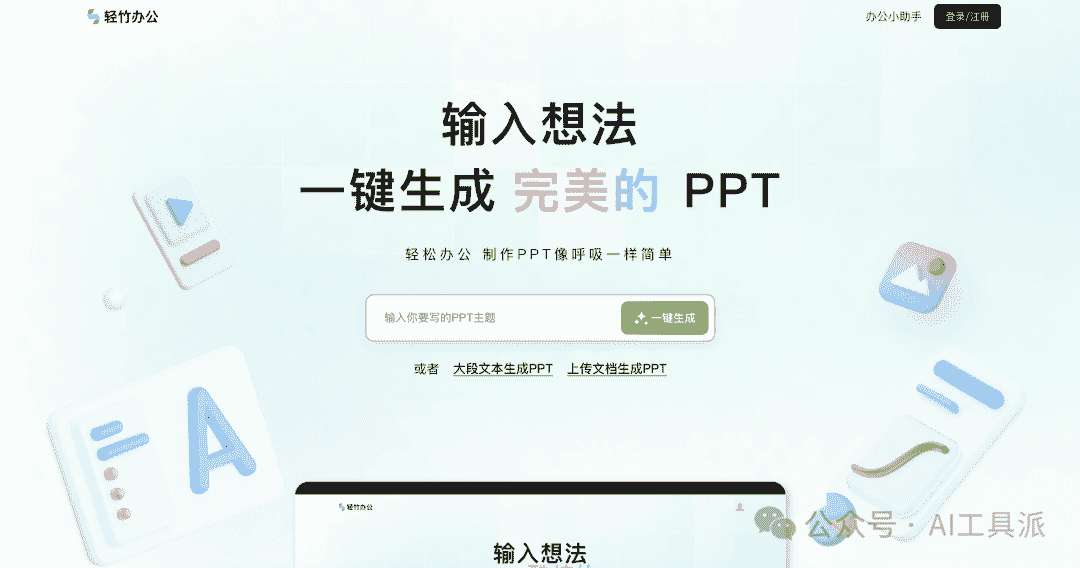 轻竹办公
办公小助手
登录/注册
输入想法
一键生成 完美的 PPT
轻松办公 制作PPT像呼吸一样简单
输入你要写的PPT主题
一键生成
或者 大段文本生成PPT 上传文档生成PPT
轻竹办公
输入想法
公众号 · AI工具派